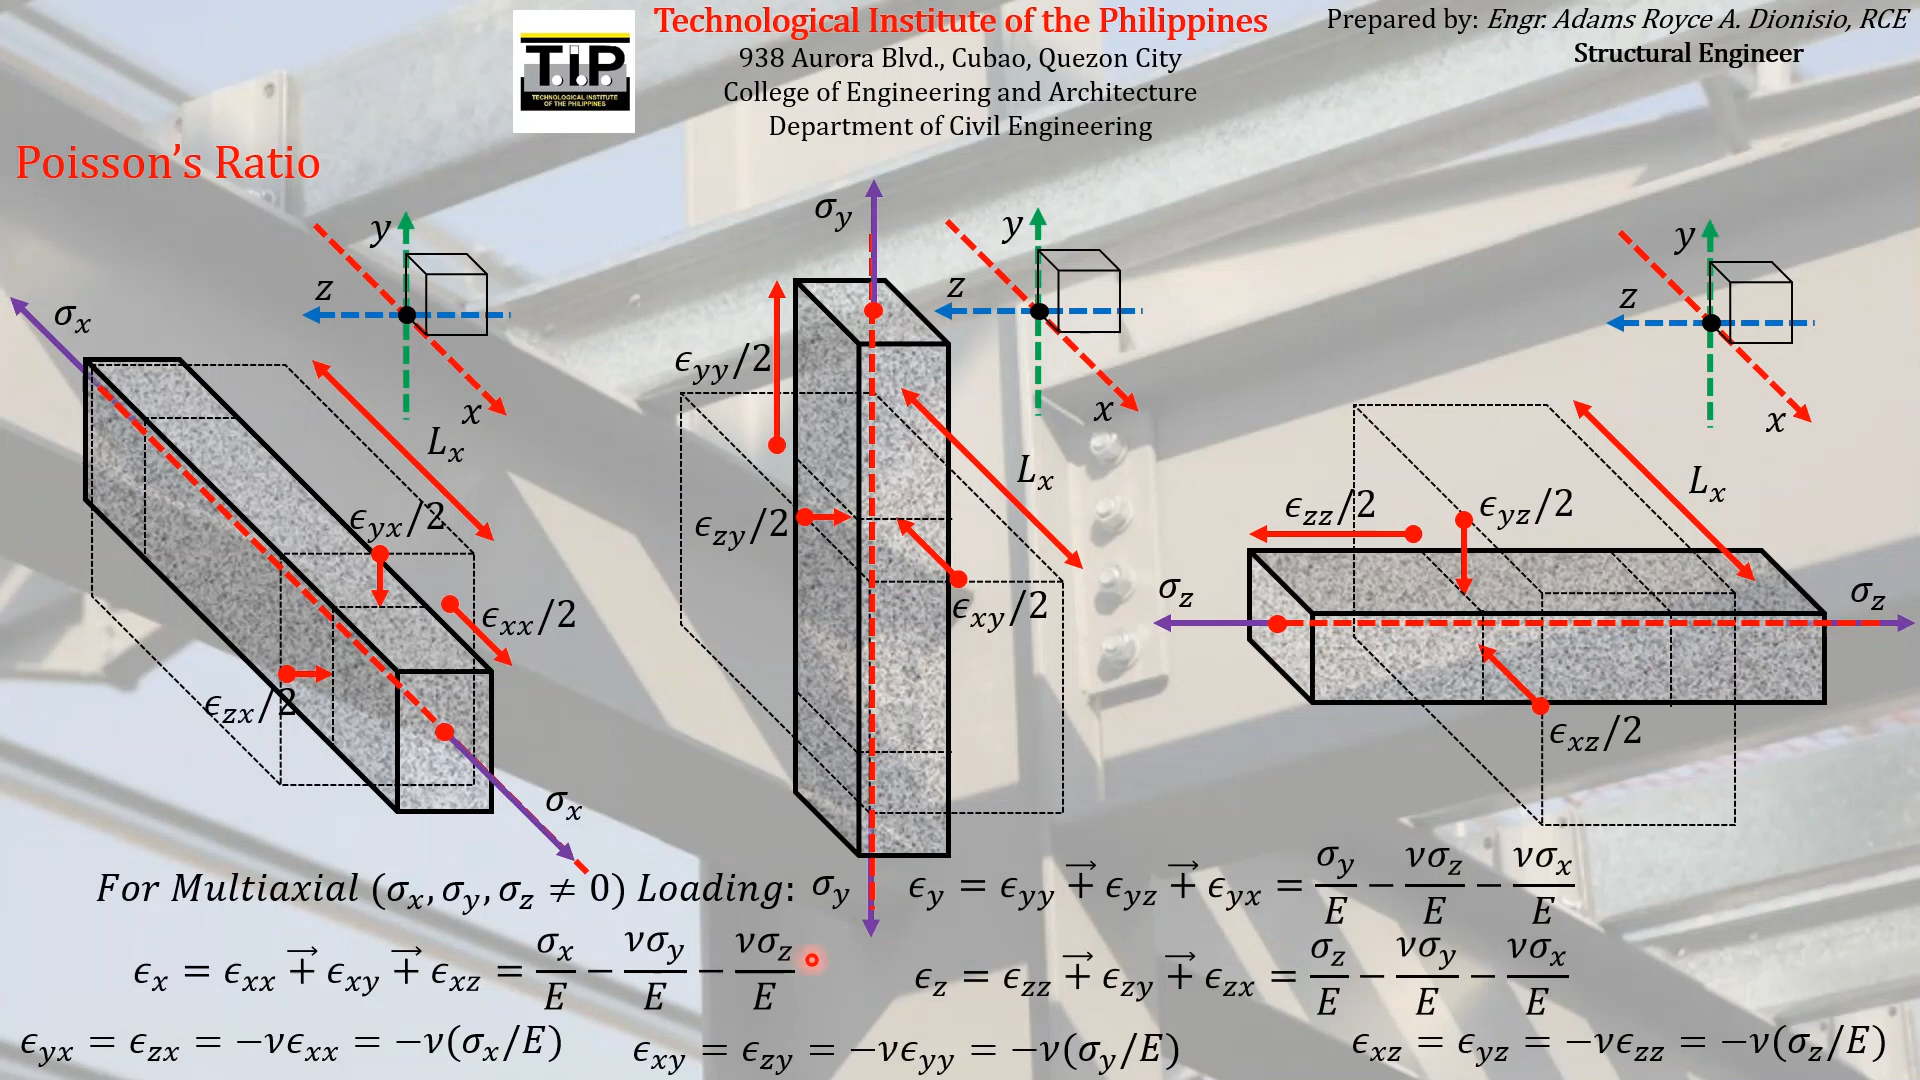 T.I.P
TECHNOLOGICAL INSTITUTE
OF THE PHILIPPINES
Technological Institute of the Philippines
938 Aurora Blvd., Cubao, Quezon City
College of Engineering and Architecture
Department of Civil Engineering
Prepared by: Engr. Adams Royce A. Dionisio, RCE
Structural Engineer
Poisson's Ratio
σx
y
z
x
Lx
ϵyx/2
ϵxx/2
ϵzx/2
σx
σy
y
z
x
ϵyy/2
Lx
ϵzy/2
ϵxy/2
σy
y
z
x
Lx
ϵzz/2
ϵyz/2
σz
σz
ϵxz/2
For Multiaxial (σx, σy, σz ≠ 0) Loading:
ϵx = ϵxx +⃗ ϵxy +⃗ ϵxz = σx/E − νσy/E − νσz/E
ϵy = ϵyy +⃗ ϵyz +⃗ ϵyx = σy/E − νσz/E − νσx/E
ϵz = ϵzz +⃗ ϵzy +⃗ ϵzx = σz/E − νσy/E − νσx/E
ϵyx = ϵzx = −νϵxx = −ν(σx/E)
ϵxy = ϵzy = −νϵyy = −ν(σy/E)
ϵxz = ϵyz = −νϵzz = −ν(σz/E)